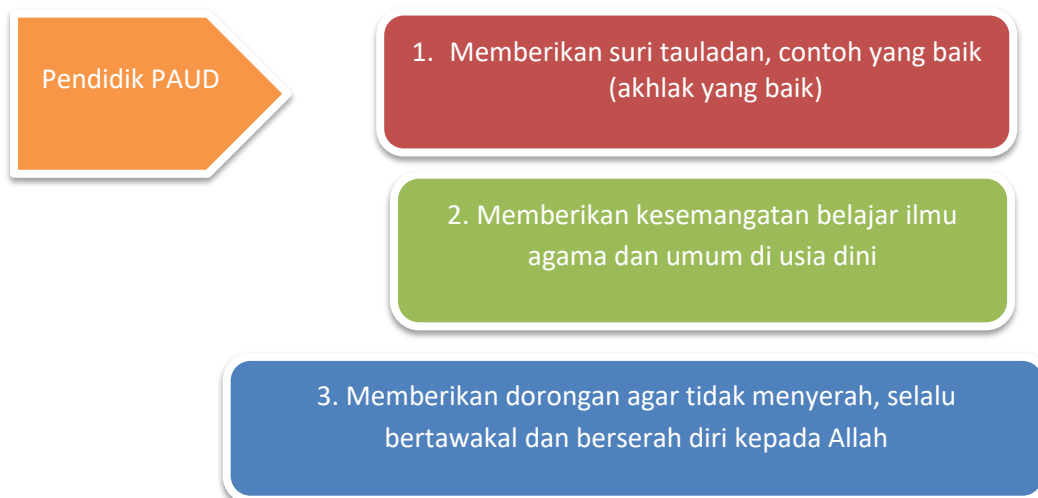 Pendidik PAUD
1. Memberikan suri tauladan, contoh yang baik
(akhlak yang baik)
2. Memberikan kesemangatan belajar ilmu
agama dan umum di usia dini
3. Memberikan dorongan agar tidak menyerah, selalu
bertawakal dan berserah diri kepada Allah